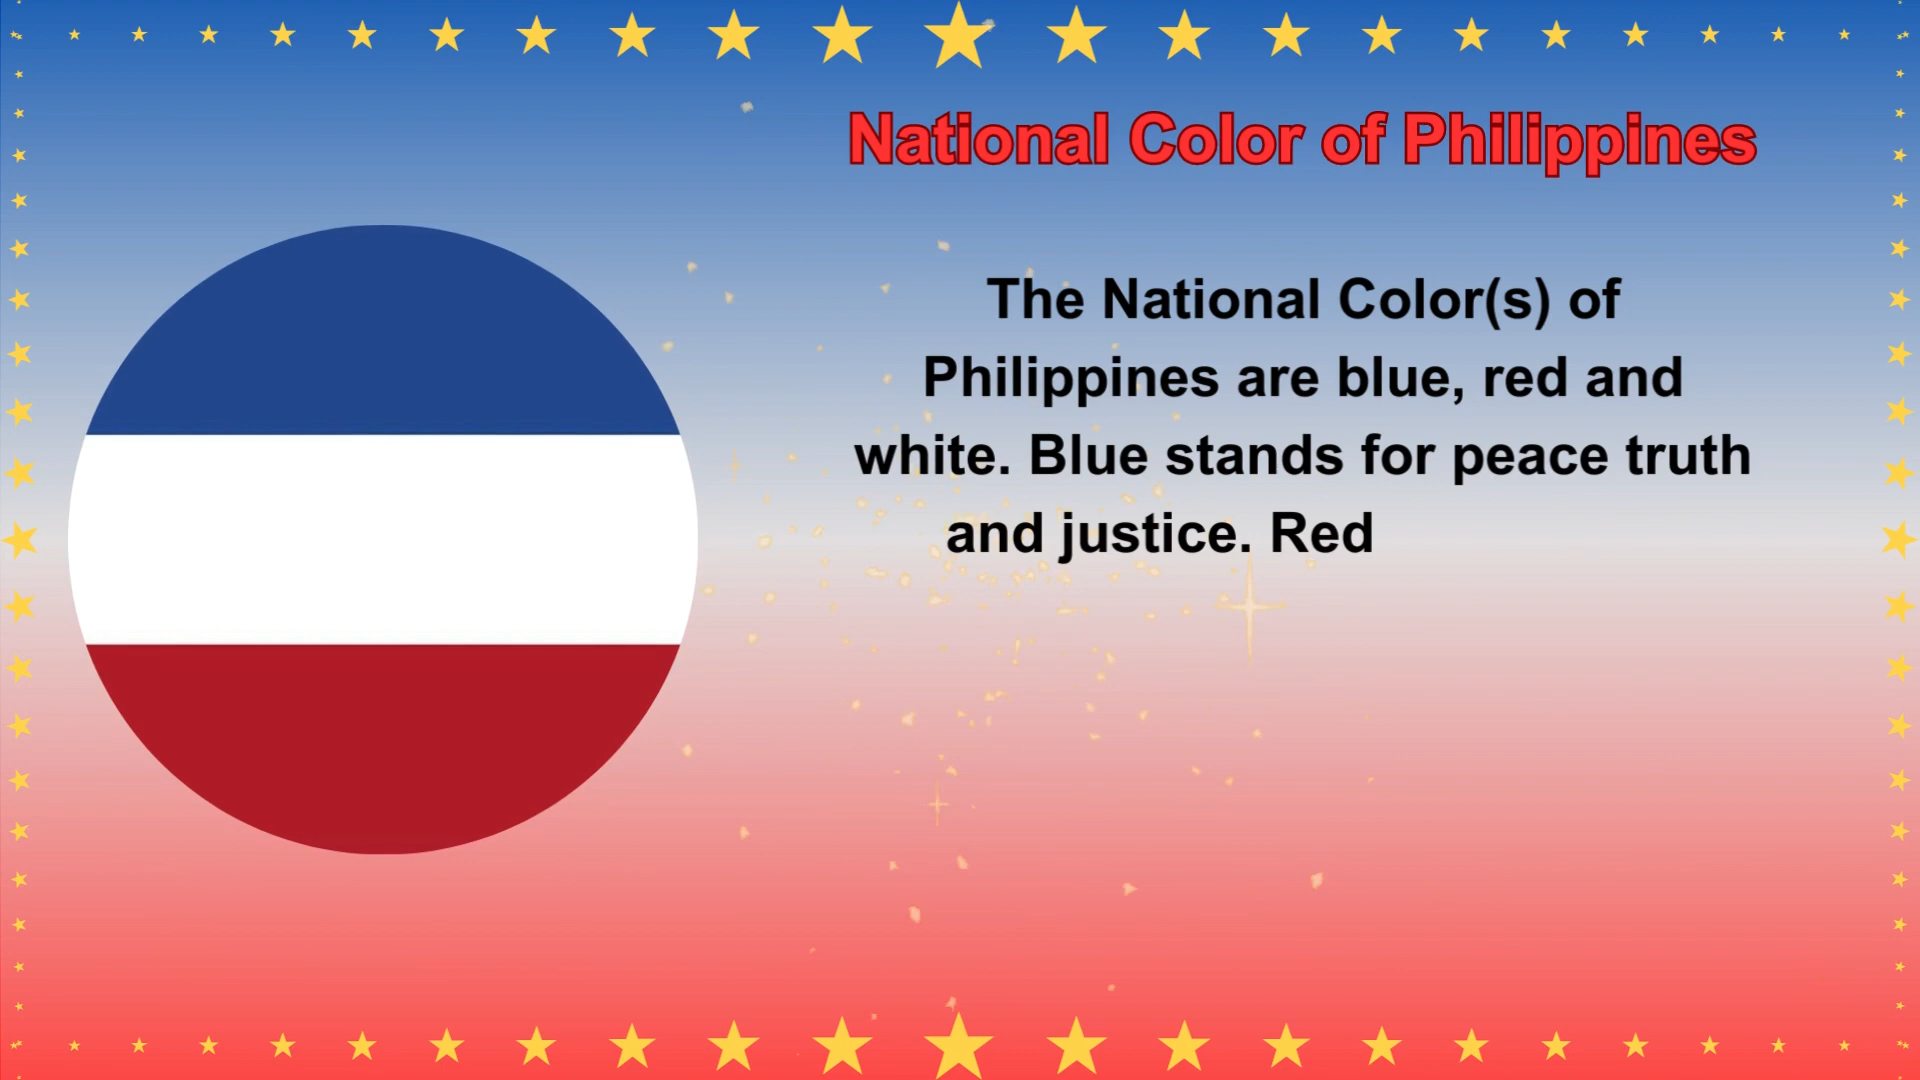 National Color of Philippines
The National Color(s) of
Philippines are blue, red and
white. Blue stands for peace truth
and justice. Red